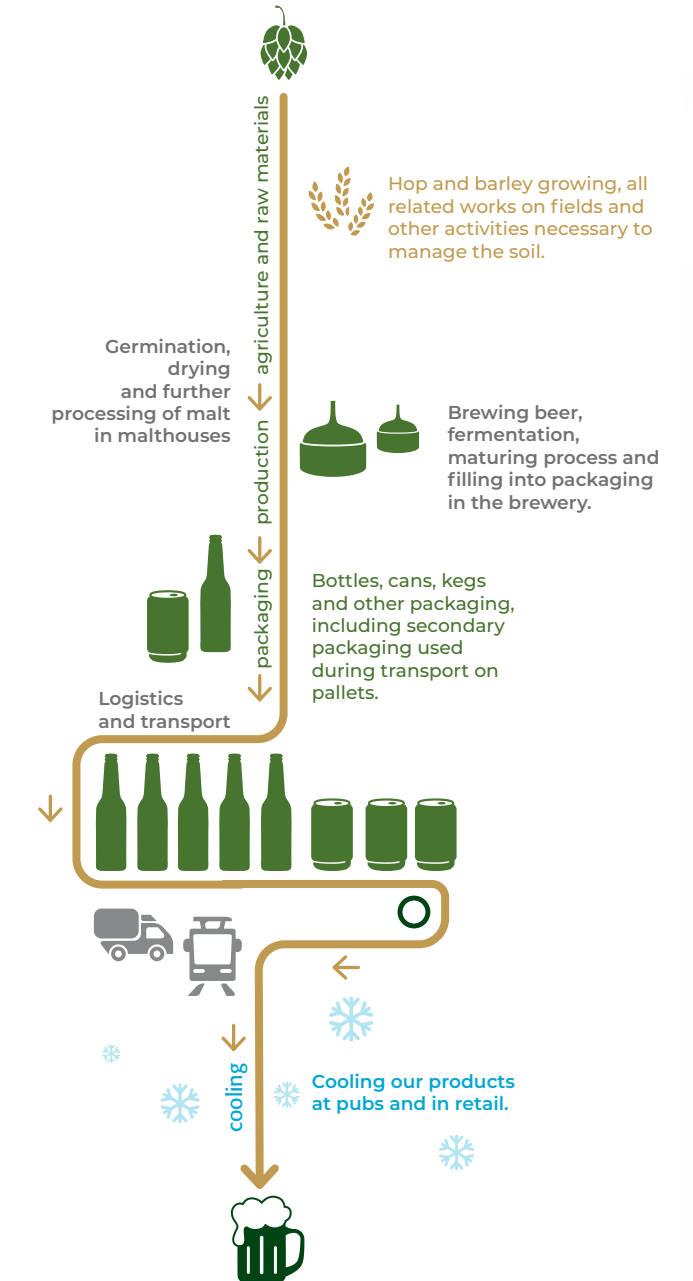 agriculture and raw materials
Hop and barley growing, all
related works on fields and
other activities necessary to
manage the soil.
Germination,
drying
and further
processing of malt
in malthouses
production
Brewing beer,
fermentation,
maturing process and
filling into packaging
in the brewery.
packaging
Bottles, cans, kegs
and other packaging,
including secondary
packaging used
during transport on
pallets.
Logistics
and transport
cooling
Cooling our products
at pubs and in retail.